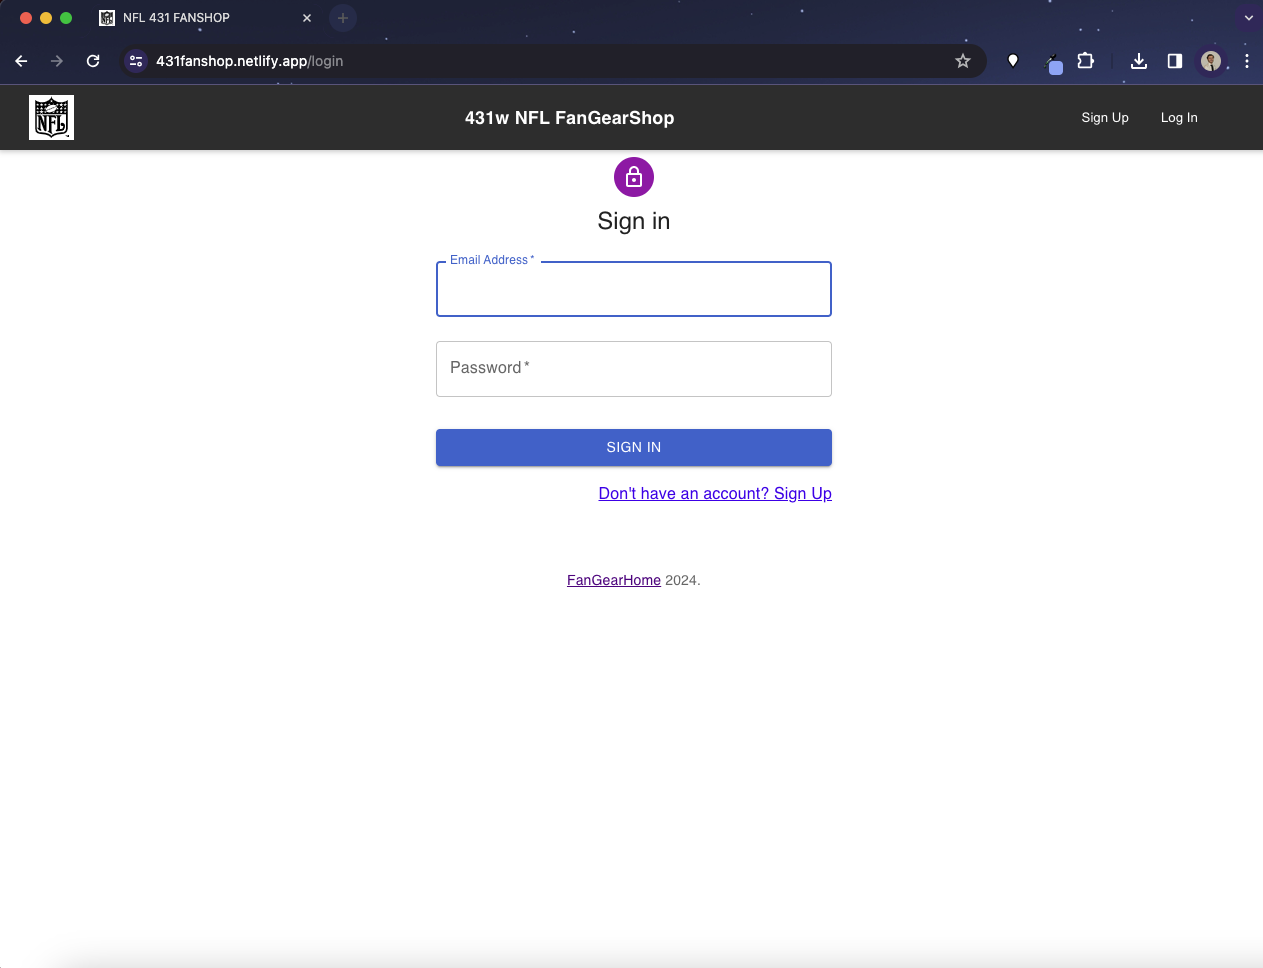 NFL 431 FANSHOP
431fanshop.netlify.app/login
NFL
431w NFL FanGearShop
Sign Up
Log In
Sign in
Email Address *
Password *
SIGN IN
Don't have an account? Sign Up
FanGearHome 2024.